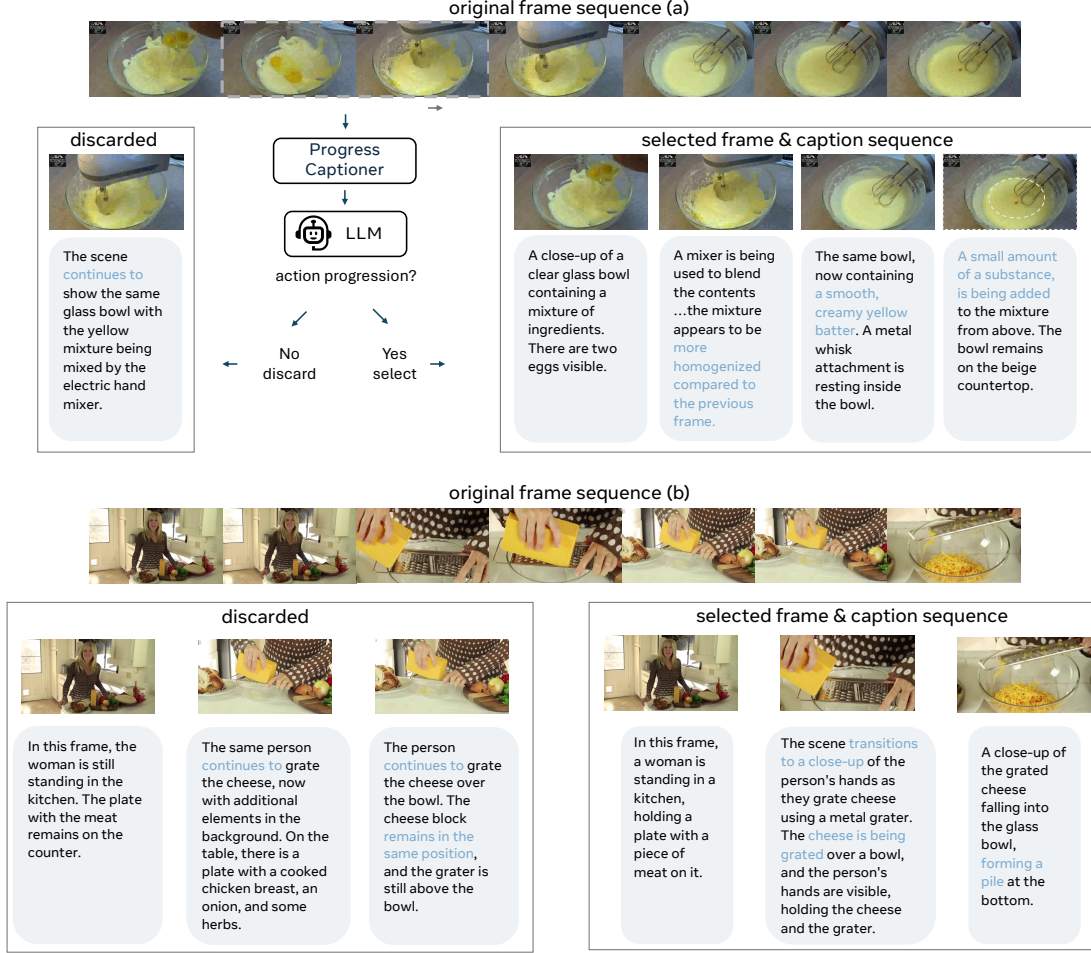 original frame sequence (a)
discarded
The scene
continues to
show the same
glass bowl with
the yellow
mixture being
mixed by the
electric hand
mixer.
Progress
Captioner
LLM
action progression?
No
discard
Yes
select
selected frame & caption sequence
A close-up of a
clear glass bowl
containing a
mixture of
ingredients.
There are two
eggs visible.
A mixer is being
used to blend
the contents
...the mixture
appears to be
more
homogenized
compared to
the previous
frame.
The same bowl,
now containing
a smooth,
creamy yellow
batter. A metal
whisk
attachment is
resting inside
the bowl.
A small amount
of a substance,
is being added
to the mixture
from above. The
bowl remains
on the beige
countertop.
original frame sequence (b)
discarded
In this frame, the
woman is still
standing in the
kitchen. The plate
with the meat
remains on the
counter.
The same person
continues to grate
the cheese, now
with additional
elements in the
background. On the
table, there is a
plate with a cooked
chicken breast, an
onion, and some
herbs.
The person
continues to grate
the cheese over
the bowl. The
cheese block
remains in the
same position,
and the grater is
still above the
bowl.
selected frame & caption sequence
In this frame,
a woman is
standing in a
kitchen,
holding a
plate with a
piece of
meat on it.
The scene transitions
to a close-up of the
person's hands as
they grate cheese
using a metal grater.
The cheese is being
grated over a bowl,
and the person's
hands are visible,
holding the cheese
and the grater.
A close-up of
the grated
cheese
falling into
the glass
bowl,
forming a
pile at the
bottom.